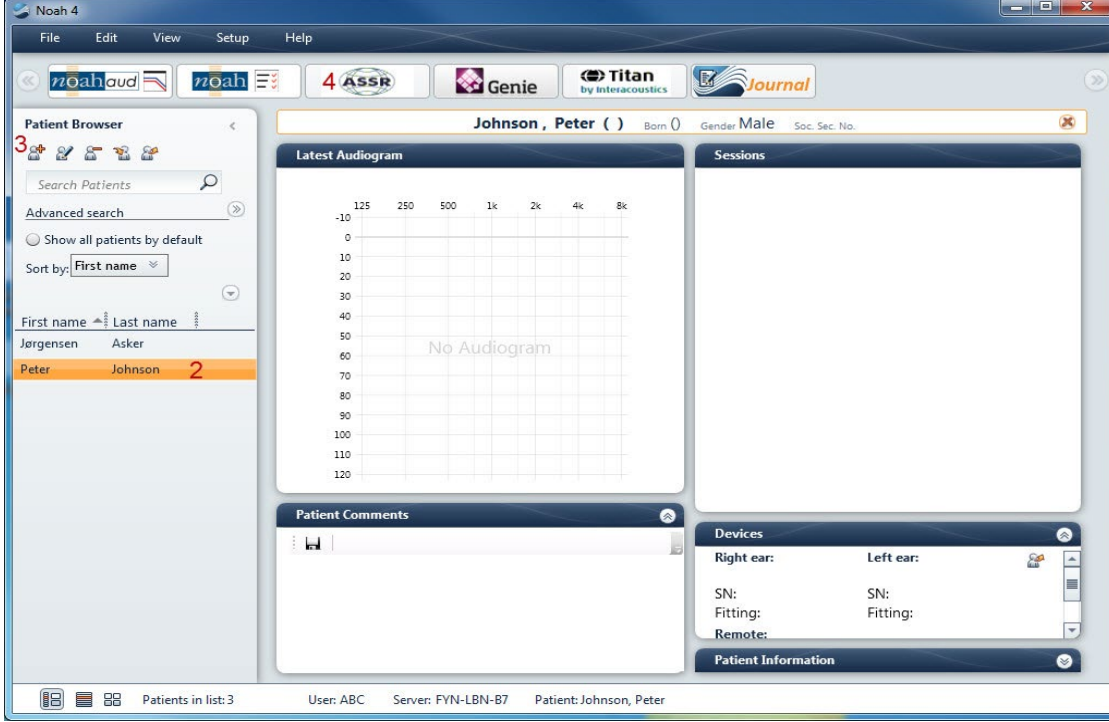 Noah 4
File Edit View Setup Help
noah aud noah 4 ASSR Genie Titan by Interacoustics Journal
Patient Browser
Johnson , Peter ( ) Born () Gender Male Soc. Sec. No.
3
Search Patients
Advanced search
Show all patients by default
Sort by: First name
First name Last name
Jørgensen Asker
Peter Johnson 2
Latest Audiogram
125 250 500 1k 2k 4k 8k
-10
0
10
20
30
40
50
No Audiogram
60
70
80
90
100
110
120
Patient Comments
Sessions
Devices
Right ear: Left ear:
SN: SN:
Fitting: Fitting:
Remote:
Patient Information
Patients in list: 3 User: ABC Server: FYN-LBN-B7 Patient: Johnson, Peter